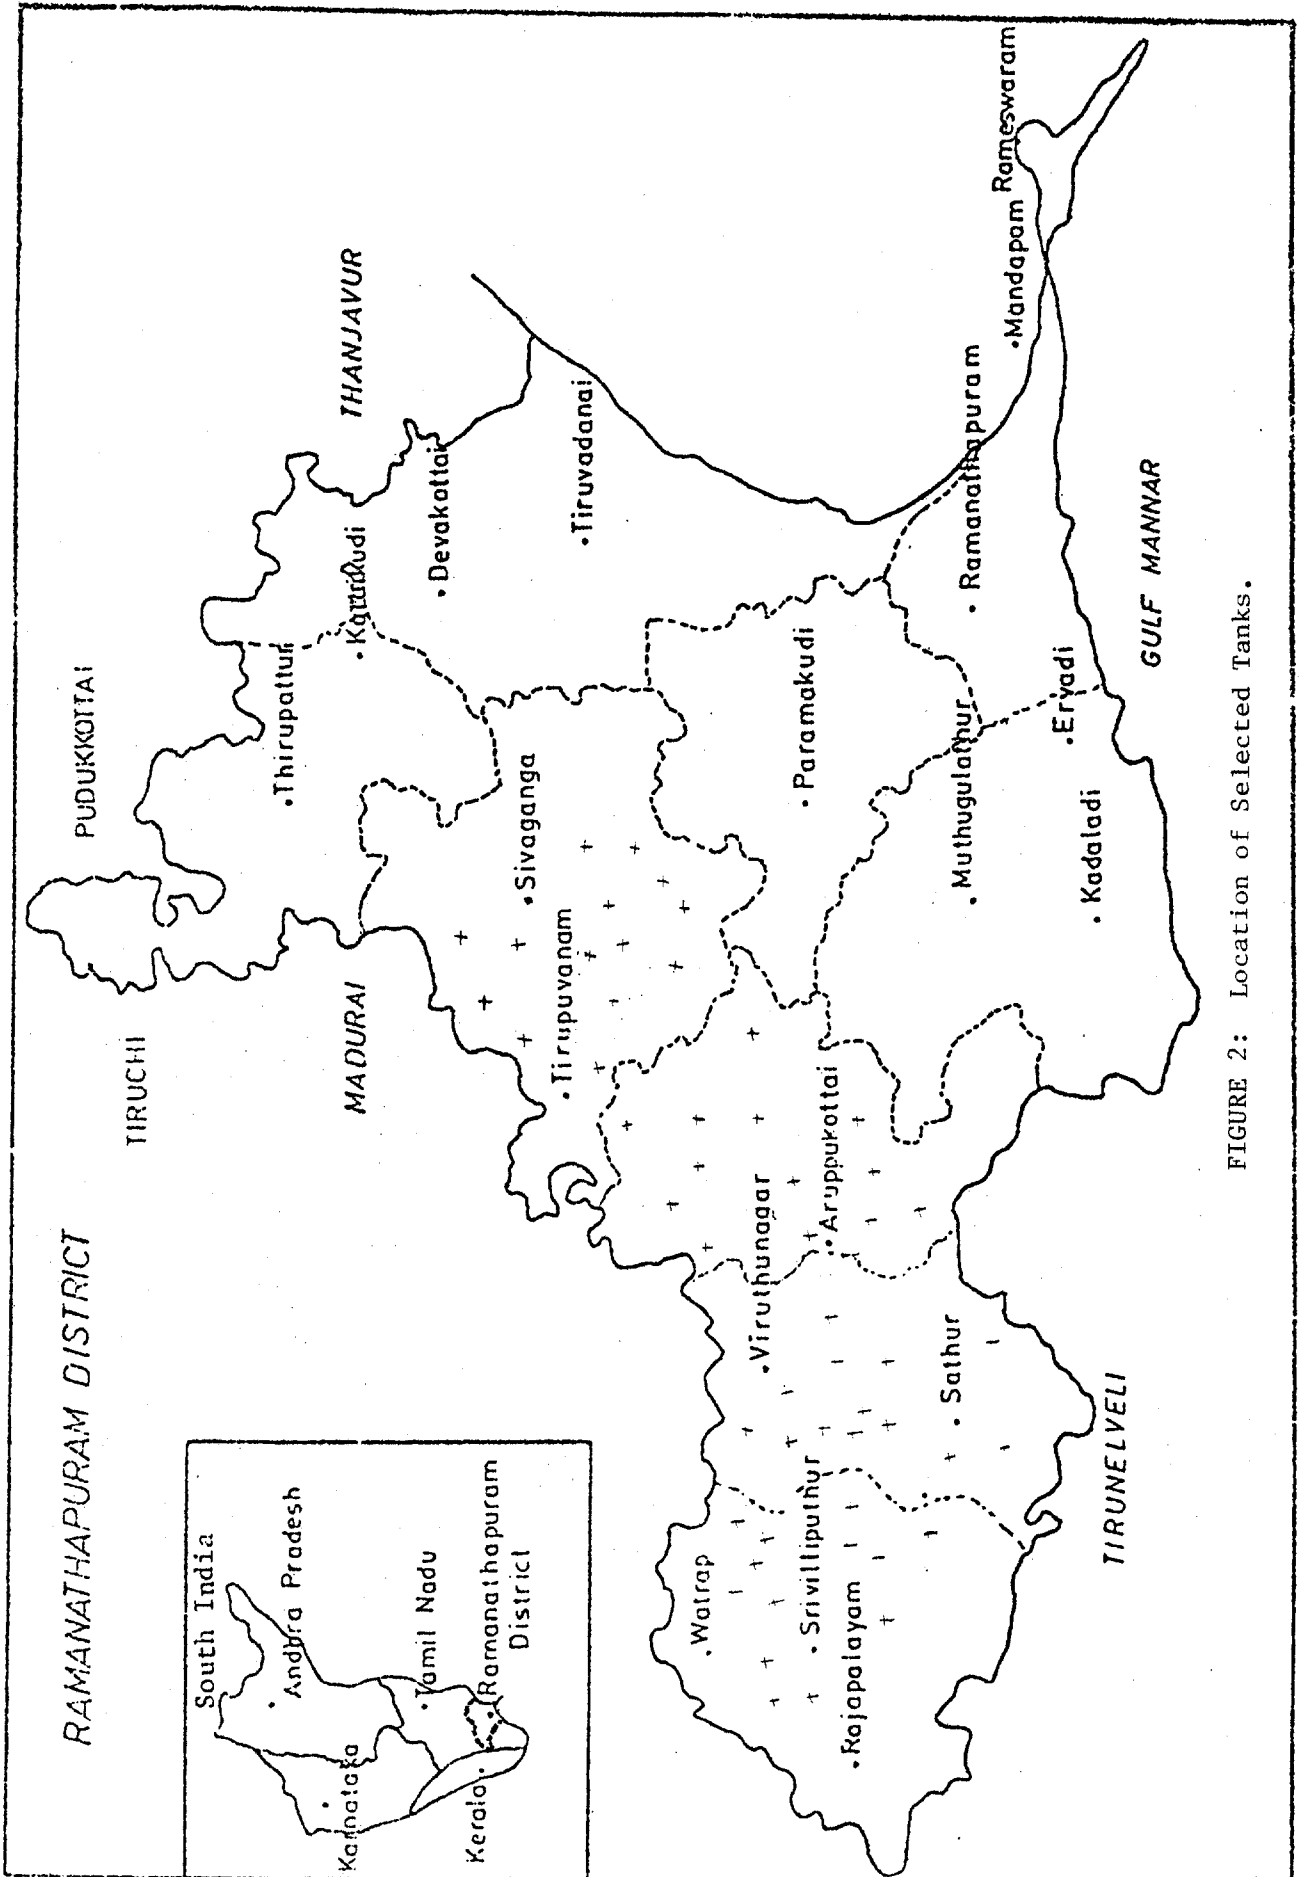 RAMANATHAPURAM DISTRICT
South India
Andhra Pradesh
Karnataka
Tamil Nadu
Kerala
Ramanathapuram
District
TIRUCHI
PUDUKKOTTAI
MADURAI
THANJAVUR
Thirupattur
Karaikudi
Devakottai
Tiruvadanai
Sivaganga
Tirupuvanam
Paramakudi
Watrap
Srivilliputhur
Rajapalayam
Viruthunagar
Aruppukottai
Sathur
Muthugulathur
Kadaladi
Ervadi
Ramanathapuram
Mandapam
Rameswaram
TIRUNELVELI
GULF MANNAR
FIGURE 2: Location of Selected Tanks.